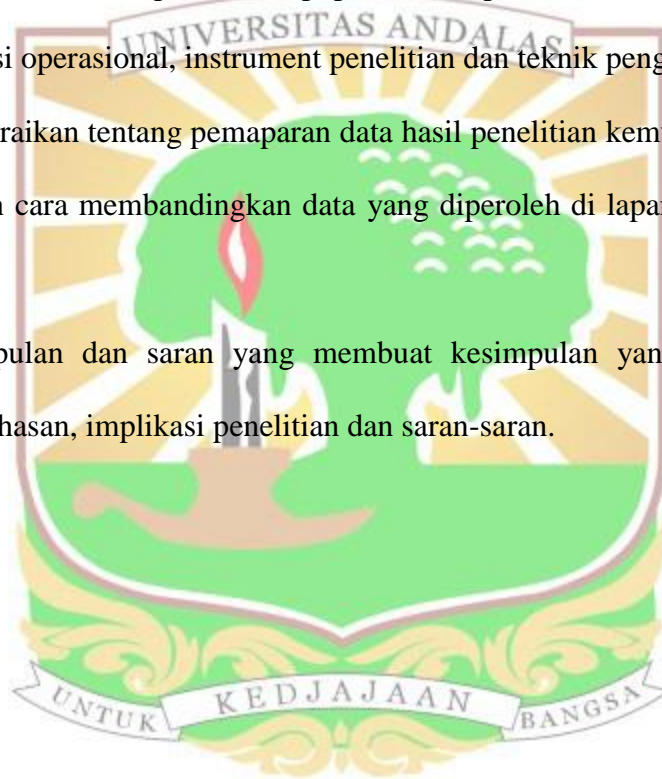 UNIVERSITAS ANDALAS
si operasional, instrument penelitian dan teknik peng
raikan tentang pemaparan data hasil penelitian kem
cara membandingkan data yang diperoleh di lapa
pulan dan saran yang membuat kesimpulan yan
hasan, implikasi penelitian dan saran-saran.
UNTUK KEDJAJAAN BANGSA